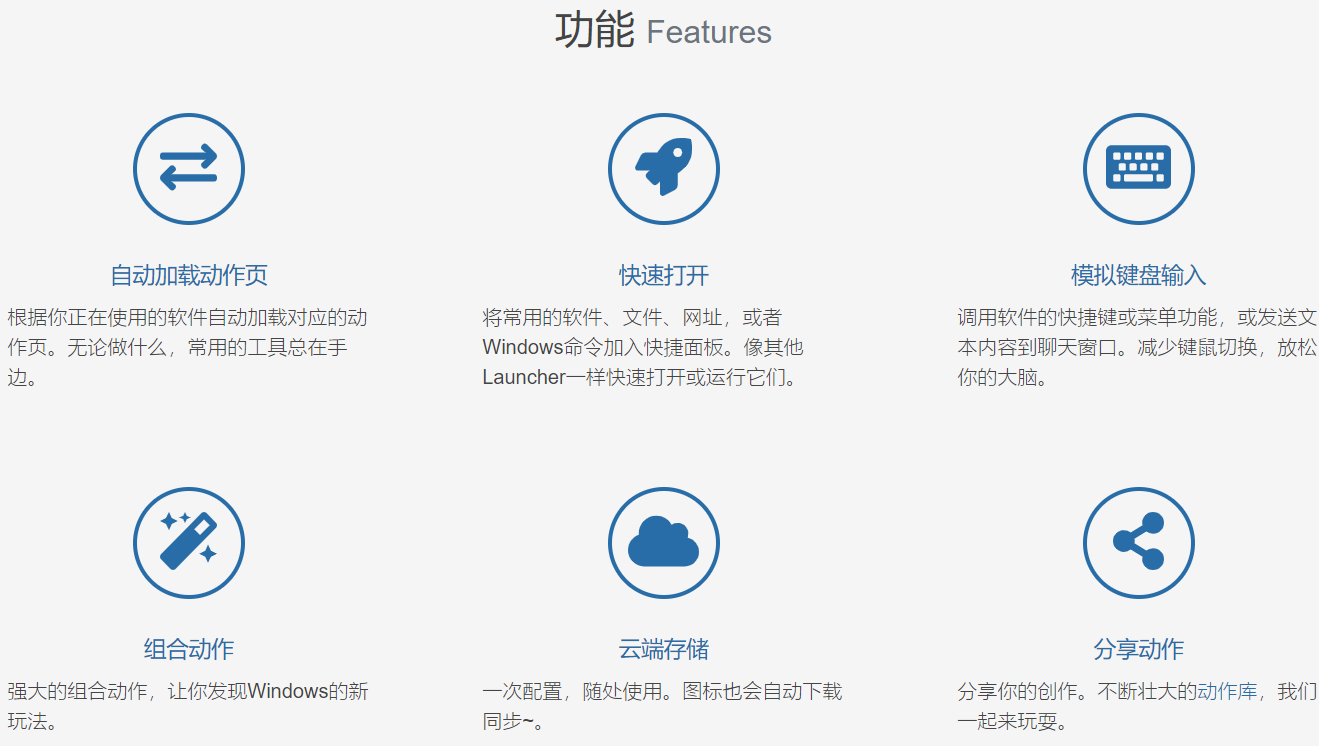 功能 Features
自动加载动作页
根据你正在使用的软件自动加载对应的动
作页。无论做什么，常用的工具总在手
边。
快速打开
将常用的软件、文件、网址，或者
Windows命令加入快捷面板。像其他
Launcher一样快速打开或运行它们。
模拟键盘输入
调用软件的快捷键或菜单功能，或发送文
本内容到聊天窗口。减少键鼠切换，放松
你的大脑。
组合动作
强大的组合动作，让你发现Windows的新
玩法。
云端存储
一次配置，随处使用。图标也会自动下载
同步~。
分享动作
分享你的创作。不断壮大的动作库，我们
一起来玩耍。